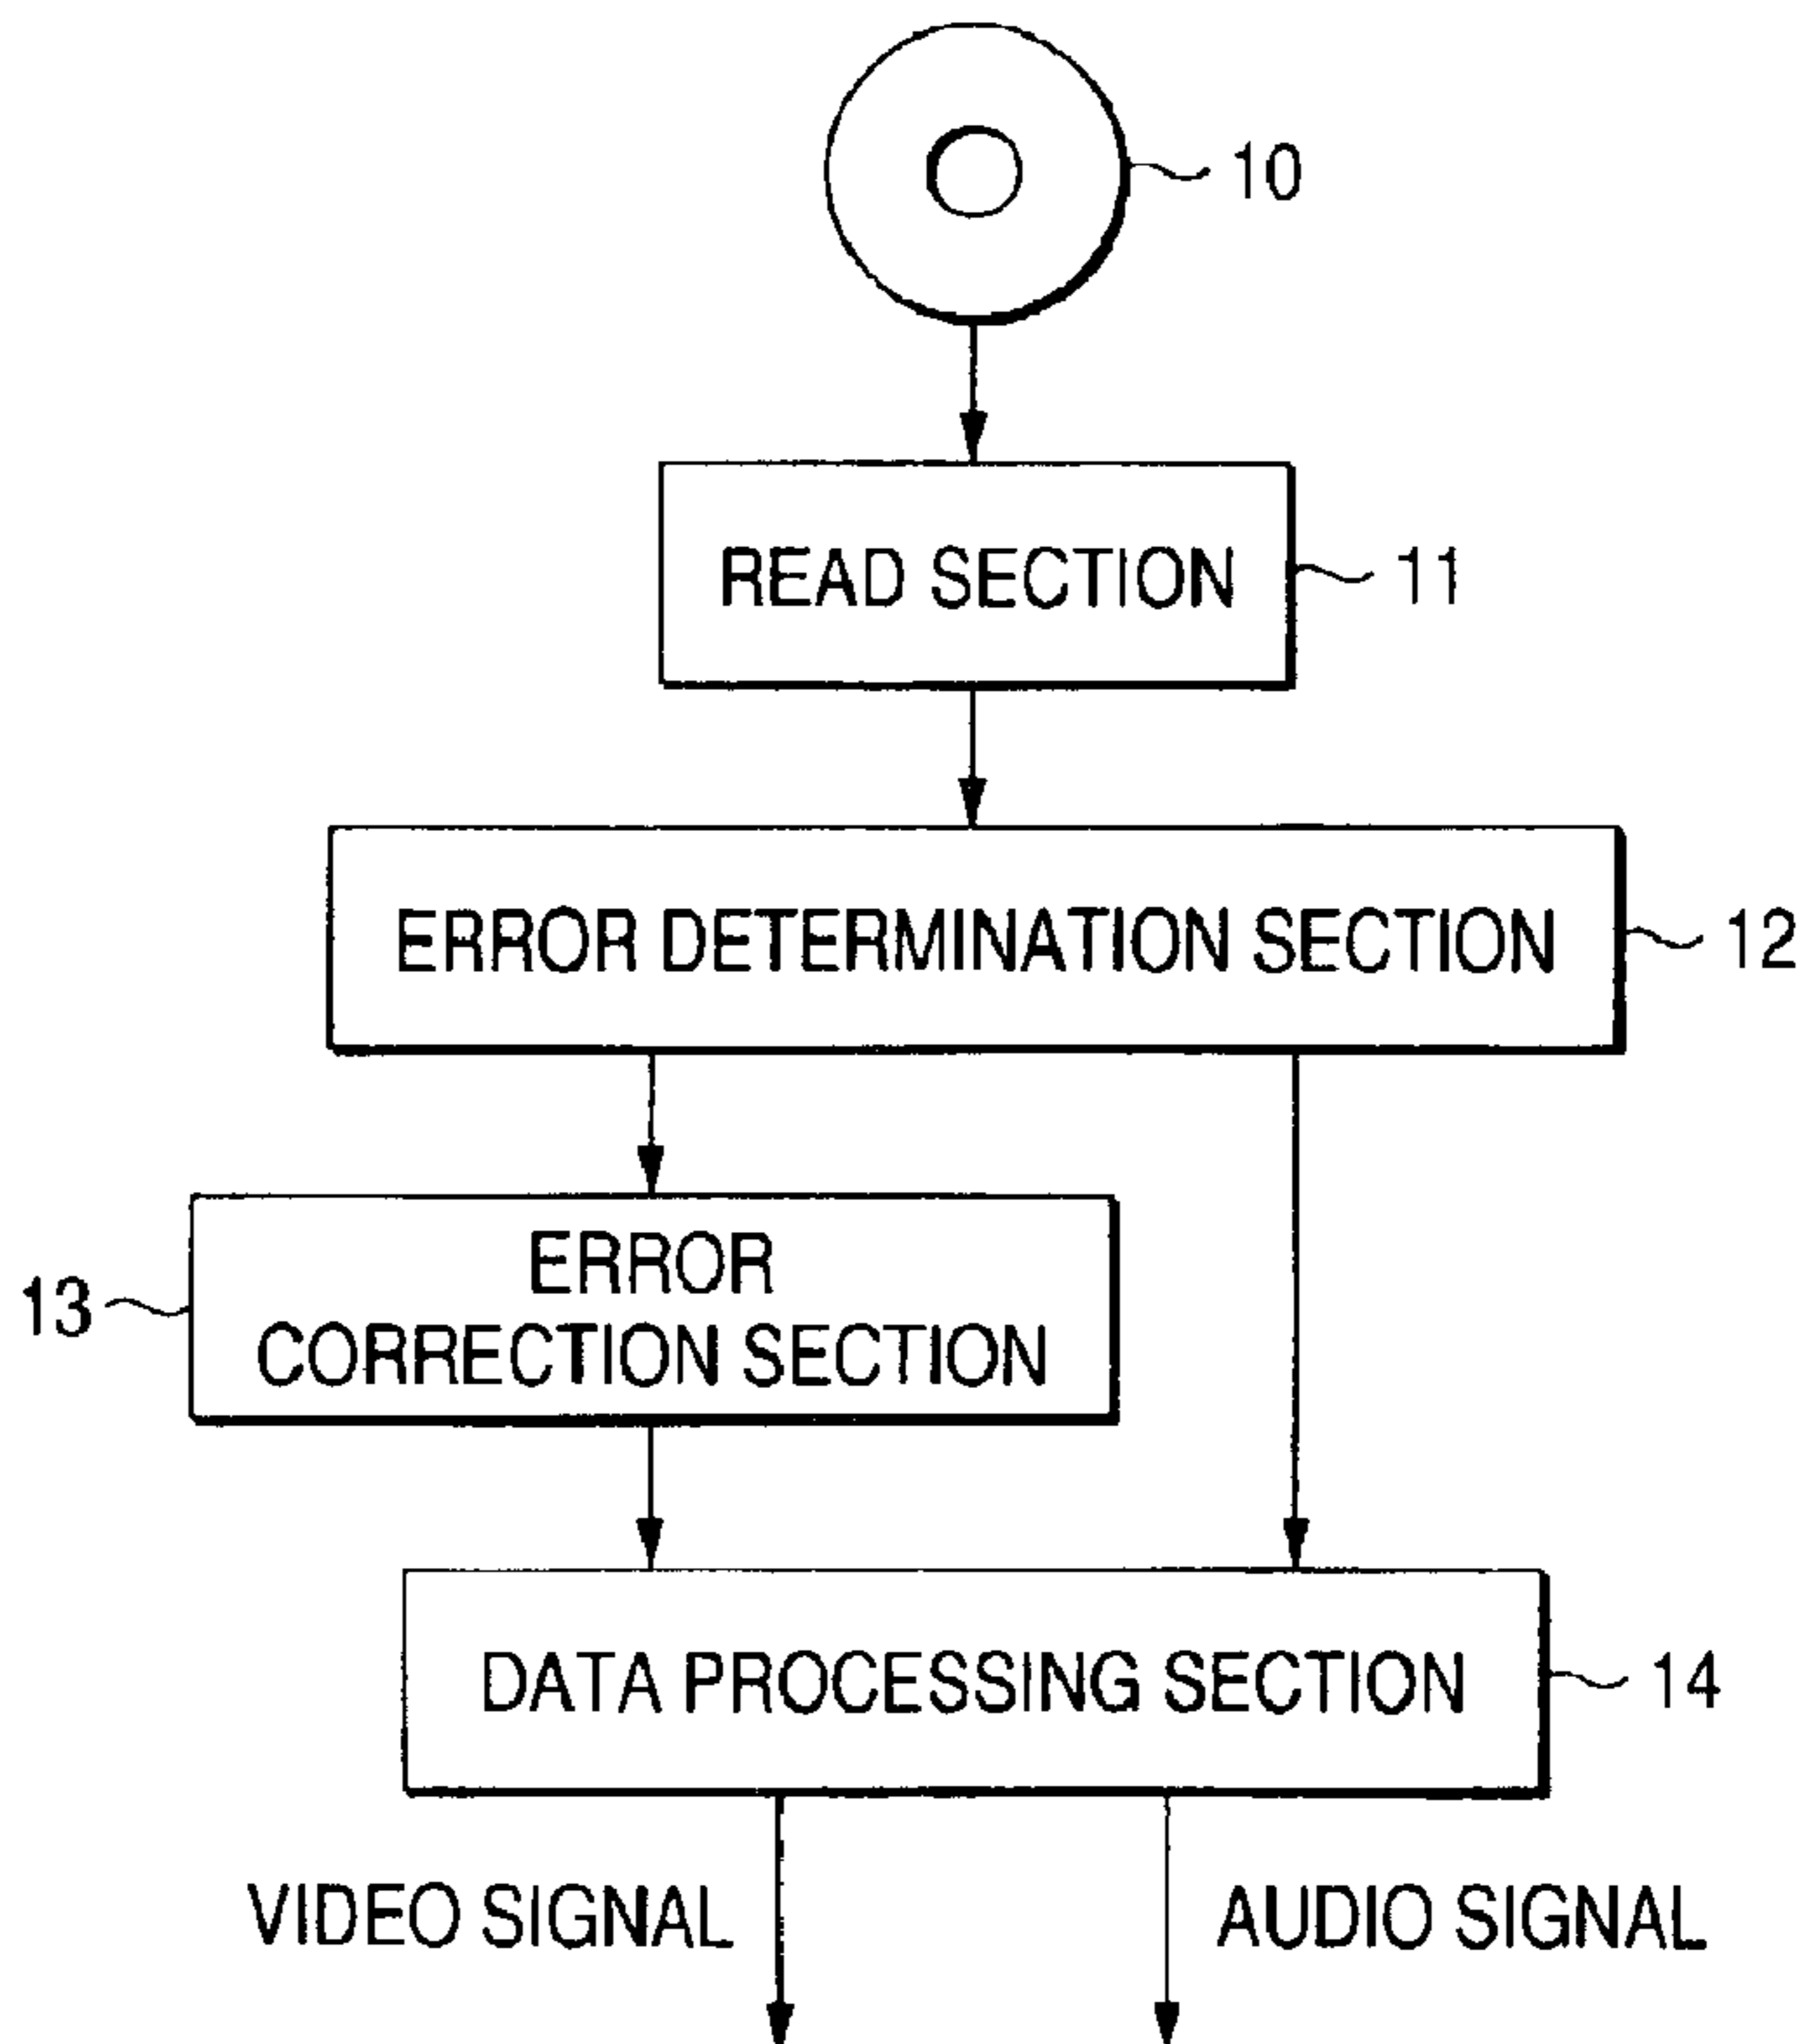 10
READ SECTION
11
ERROR DETERMINATION SECTION
12
ERROR
CORRECTION SECTION
13
DATA PROCESSING SECTION
14
VIDEO SIGNAL
AUDIO SIGNAL